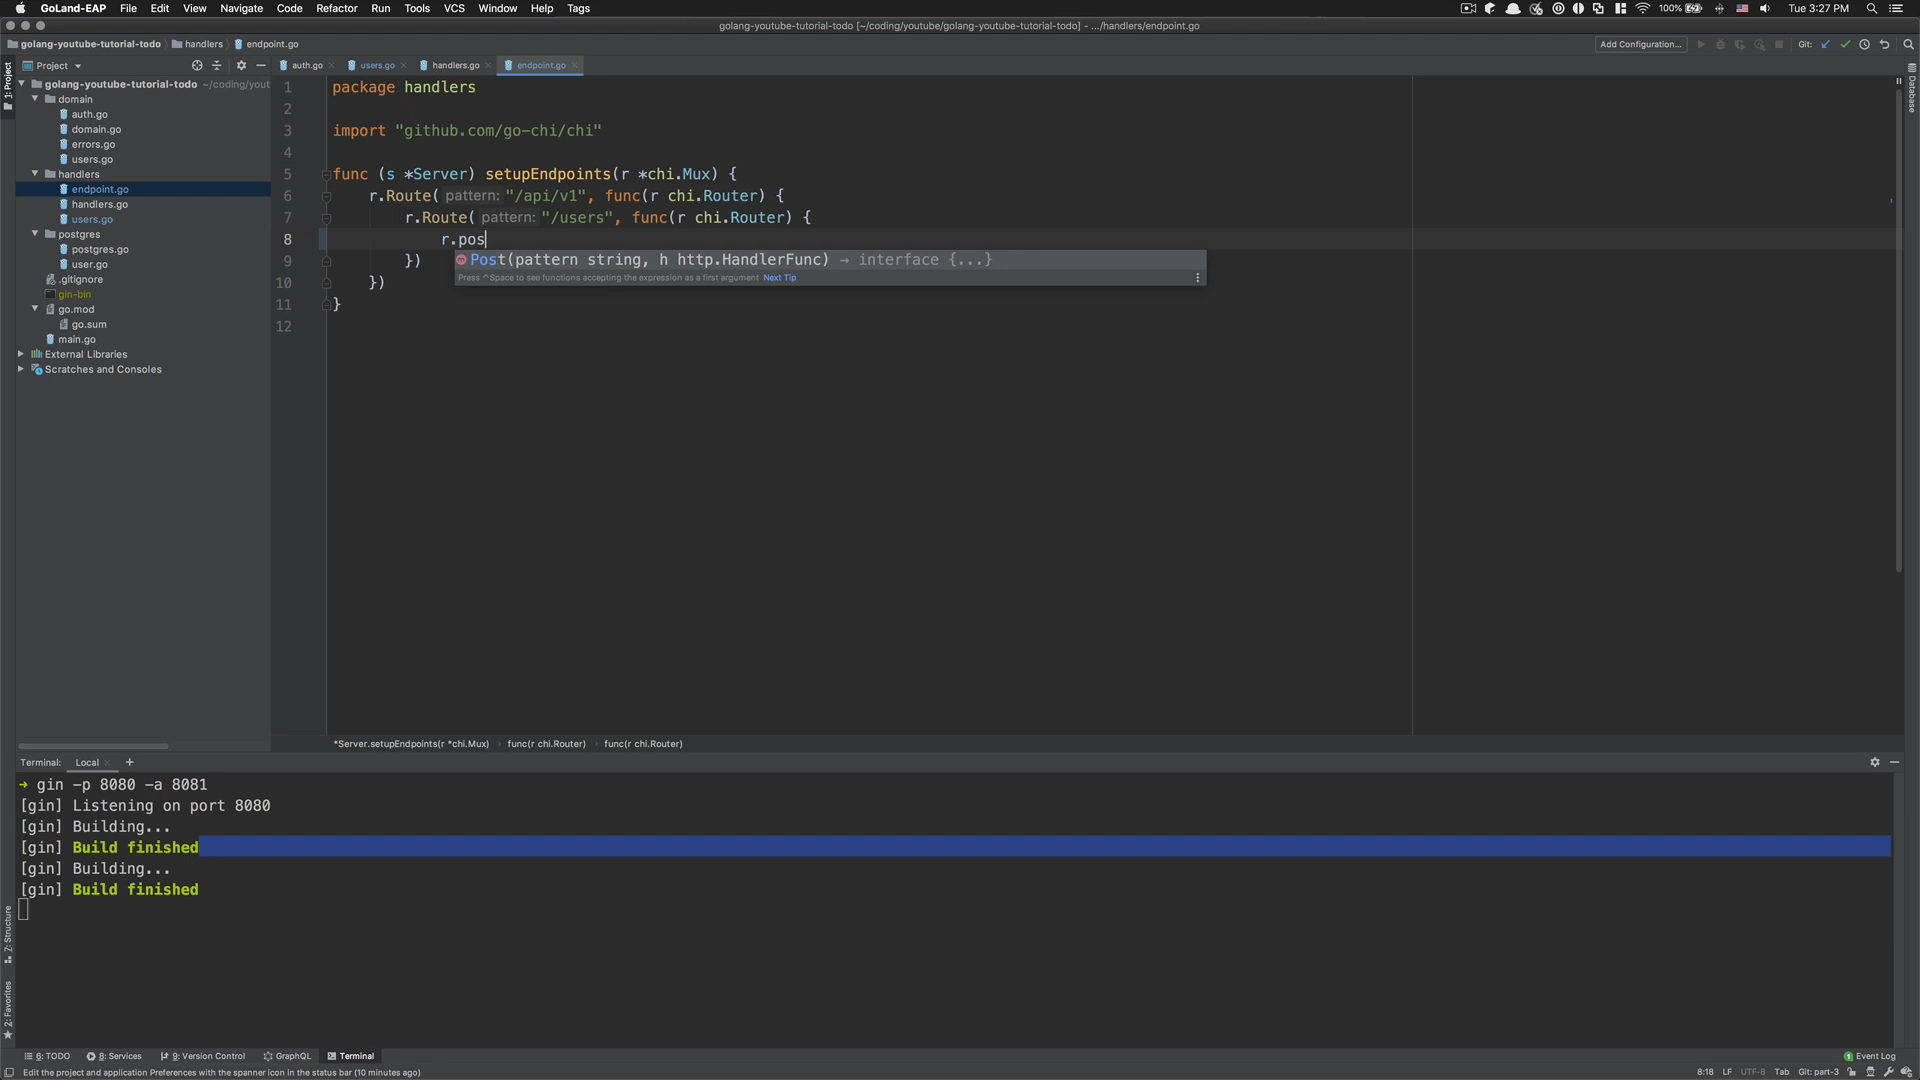 GoLand-EAP File Edit View Navigate Code Refactor Run Tools VCS Window Help Tags 100% Tue 3:27 PM
golang-youtube-tutorial-todo [~/coding/youtube/golang-youtube-tutorial-todo] - .../handlers/endpoint.go
golang-youtube-tutorial-todo handlers endpoint.go Add Configuration... Git:
Project auth.go users.go handlers.go endpoint.go
1: Project
Database
golang-youtube-tutorial-todo ~/coding/yout
domain
auth.go
domain.go
errors.go
users.go
handlers
endpoint.go
handlers.go
users.go
postgres
postgres.go
user.go
.gitignore
gin-bin
go.mod
go.sum
main.go
External Libraries
Scratches and Consoles
1 package handlers
2
3 import "github.com/go-chi/chi"
4
5 func (s *Server) setupEndpoints(r *chi.Mux) {
6 r.Route( pattern: "/api/v1", func(r chi.Router) {
7 r.Route( pattern: "/users", func(r chi.Router) {
8 r.pos
Post(pattern string, h http.HandlerFunc) → interface {...}
Press ^Space to see functions accepting the expression as a first argument Next Tip
9 })
10 })
11 }
12
*Server.setupEndpoints(r *chi.Mux) › func(r chi.Router) › func(r chi.Router)
Terminal: Local +
➜ gin -p 8080 -a 8081
[gin] Listening on port 8080
[gin] Building...
[gin] Build finished
[gin] Building...
[gin] Build finished
7: Structure
2: Favorites
6: TODO 8: Services 9: Version Control GraphQL Terminal 1 Event Log
Edit the project and application Preferences with the spanner icon in the status bar (10 minutes ago) 8:18 LF UTF-8 Tab Git: part-3